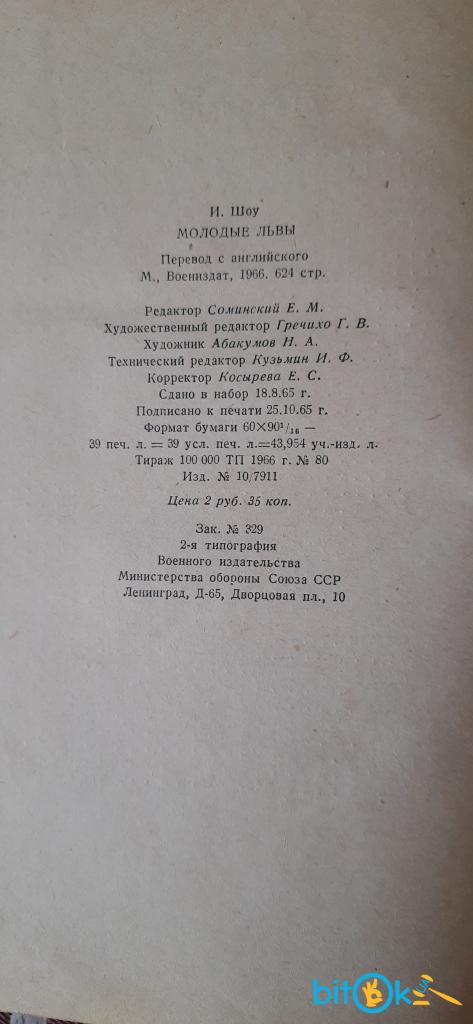 И. Шоу
МОЛОДЫЕ ЛЬВЫ
Перевод с английского
М., Воениздат, 1966. 624 стр.
Редактор Соминский Е. М.
Художественный редактор Гречихо Г. В.
Художник Абакумов Н. А.
Технический редактор Кузьмин И. Ф.
Корректор Косырева Е. С.
Сдано в набор 18.8.65 г.
Подписано к печати 25.10.65 г.
Формат бумаги 60×90¹/₁₆ —
39 печ. л. = 39 усл. печ. л.=43,954 уч.-изд. л.
Тираж 100 000 ТП 1966 г. № 80
Изд. № 10/7911
Цена 2 руб. 35 коп.
Зак. № 329
2-я типография
Военного издательства
Министерства обороны Союза ССР
Ленинград, Д-65, Дворцовая пл., 10
bitOk.UA